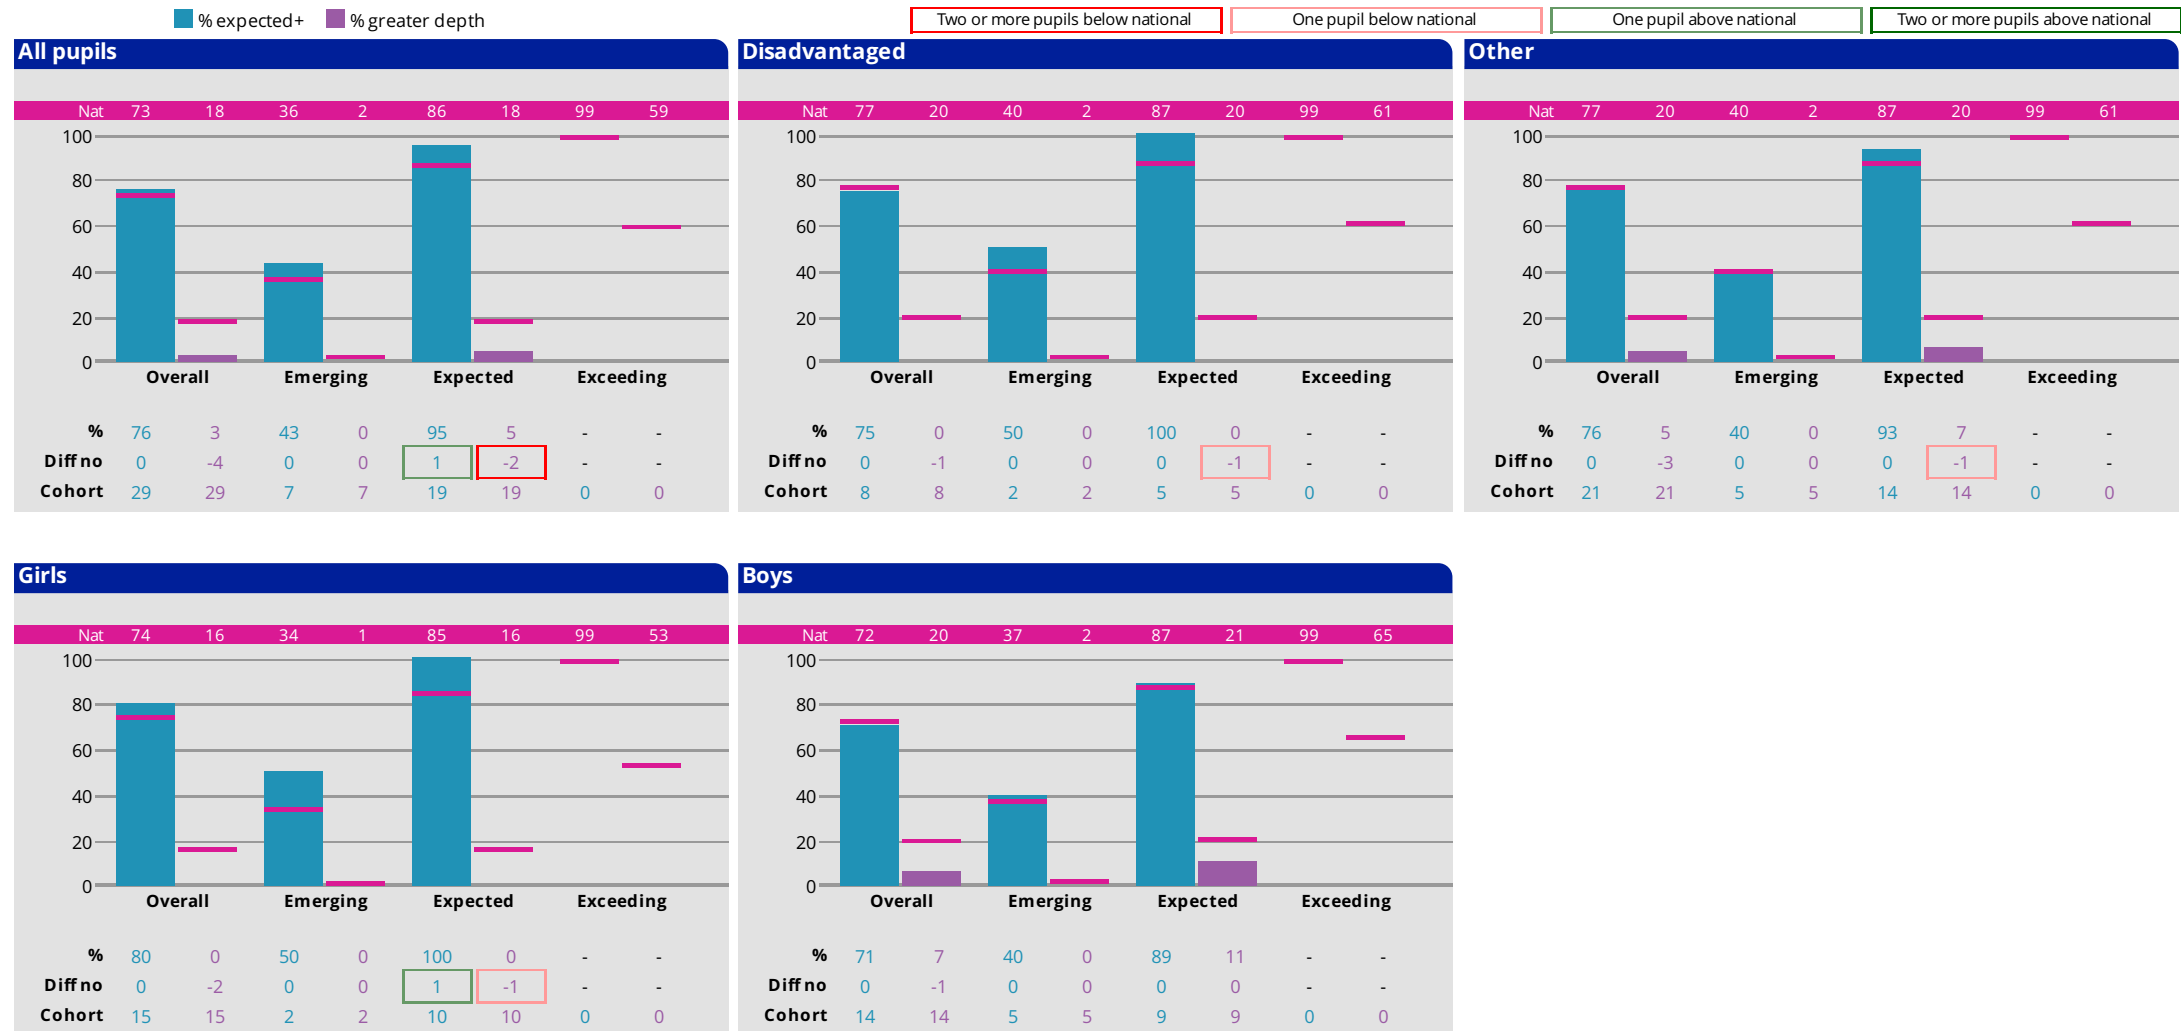 % expected+ % greater depth Two or more pupils below national One pupil below national One pupil above national Two or more pupils above national
All pupils
Nat 73 18 36 2 86 18 99 59
100
80
60
40
20
0
Overall Emerging Expected Exceeding
% 76 3 43 0 95 5 - -
Diff no 0 -4 0 0 1 -2 - -
Cohort 29 29 7 7 19 19 0 0
Disadvantaged
Nat 77 20 40 2 87 20 99 61
100
80
60
40
20
0
Overall Emerging Expected Exceeding
% 75 0 50 0 100 0 - -
Diff no 0 -1 0 0 0 -1 - -
Cohort 8 8 2 2 5 5 0 0
Other
Nat 77 20 40 2 87 20 99 61
100
80
60
40
20
0
Overall Emerging Expected Exceeding
% 76 5 40 0 93 7 - -
Diff no 0 -3 0 0 0 -1 - -
Cohort 21 21 5 5 14 14 0 0
Girls
Nat 74 16 34 1 85 16 99 53
100
80
60
40
20
0
Overall Emerging Expected Exceeding
% 80 0 50 0 100 0 - -
Diff no 0 -2 0 0 1 -1 - -
Cohort 15 15 2 2 10 10 0 0
Boys
Nat 72 20 37 2 87 21 99 65
100
80
60
40
20
0
Overall Emerging Expected Exceeding
% 71 7 40 0 89 11 - -
Diff no 0 -1 0 0 0 0 - -
Cohort 14 14 5 5 9 9 0 0